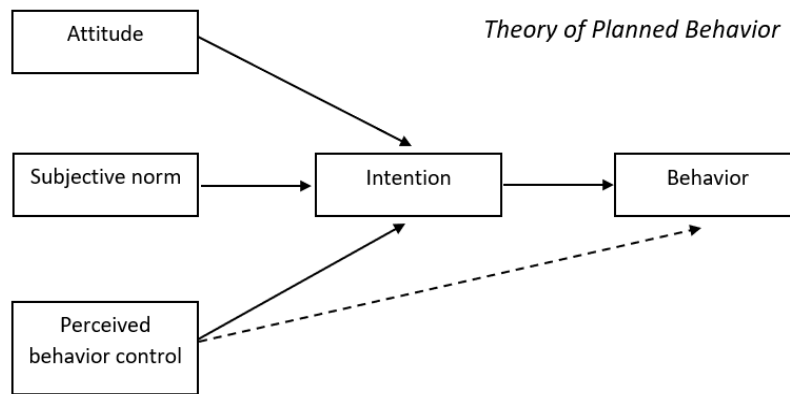 Attitude
Theory of Planned Behavior
Subjective norm
Intention
Behavior
Perceived
behavior control